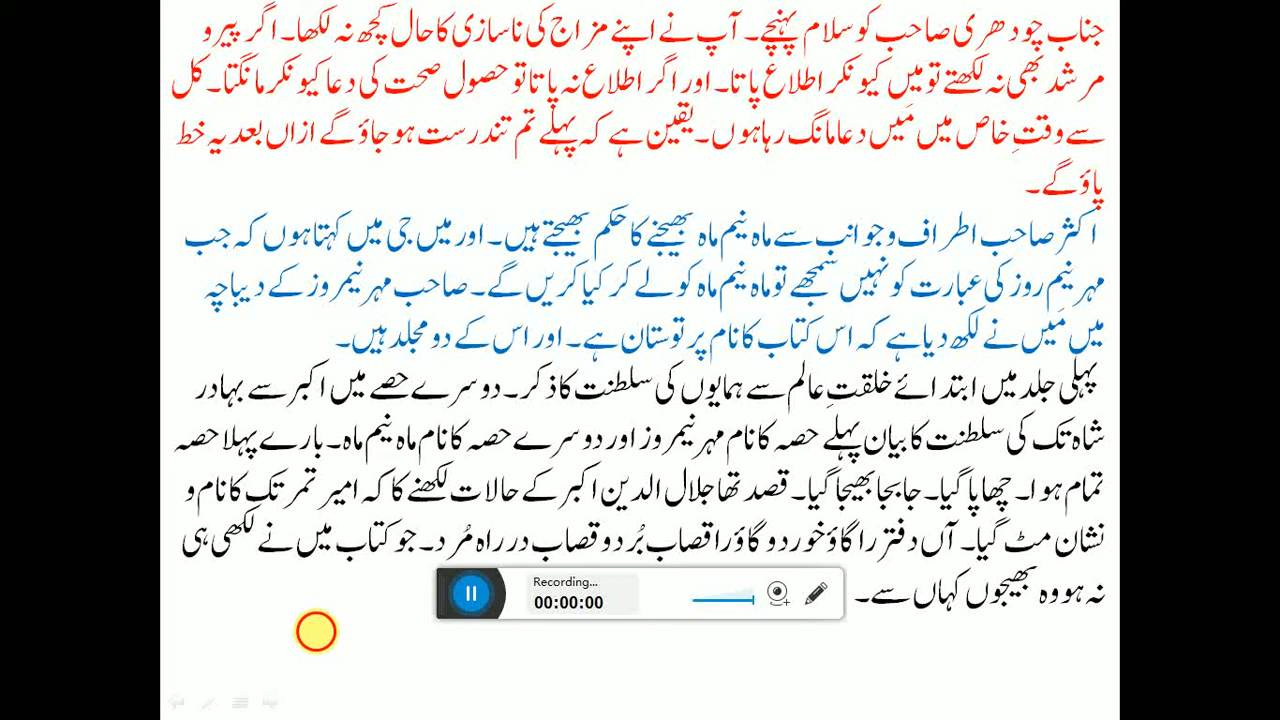 جناب چودھری صاحب کو سلام پہنچے۔ آپ نے اپنے مزاج کی ناسازی کا حال کچھ نہ لکھا۔ اگر پیر و
مرشد بھی نہ لکھتے تو میں کیونکر اطلاع پاتا۔ اور اگر اطلاع نہ پاتا تو حصول صحت کی دعا کیونکر مانگتا۔ کل
سے وقتِ خاص میں مَیں دعا مانگ رہا ہوں۔ یقین ہے کہ پہلے تم تندرست ہو جاؤ گے ازاں بعد یہ خط
پاؤ گے۔
اکثر صاحب اطراف و جوانب سے ماہ نیم ماہ بھیجنے کا حکم بھیجتے ہیں۔ اور میں جی میں کہتا ہوں کہ جب
مہر نیم روز کی عبارت کو نہیں سمجھے تو ماہ نیم ماہ کو لے کر کیا کریں گے۔ صاحب مہر نیمروز کے دیباچہ
میں مَیں نے لکھ دیا ہے کہ اس کتاب کا نام پرتوستان ہے۔ اور اس کے دو مجلد ہیں۔
پہلی جلد میں ابتدائے خلقتِ عالم سے ہمایوں کی سلطنت کا ذکر۔ دوسرے حصے میں اکبر سے بہادر
شاہ تک کی سلطنت کا بیان پہلے حصہ کا نام مہر نیمروز اور دوسرے حصہ کا نام ماہ نیم ماہ۔ بارے پہلا حصہ
تمام ہوا۔ چھاپا گیا۔ جا بجا بھیجا گیا۔ قصد تھا جلال الدین اکبر کے حالات لکھنے کا کہ امیر تمر تک کا نام و
نشان مٹ گیا۔ آں دفتر را گاؤ خورد و گاؤ را قصاب بُرد و قصاب در راہ مُرد۔ جو کتاب میں نے لکھی ہی
نہ ہو وہ بھیجوں کہاں سے۔
Recording...
00:00:00